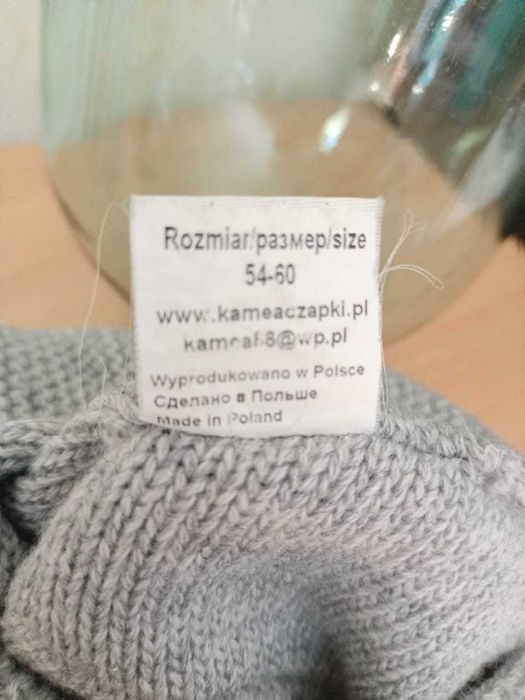 Rozmiar/размер/size
54-60
www.kameaczapki.pl
Wyprodukowano w Polsce
Сделано в Польше
Made in Poland